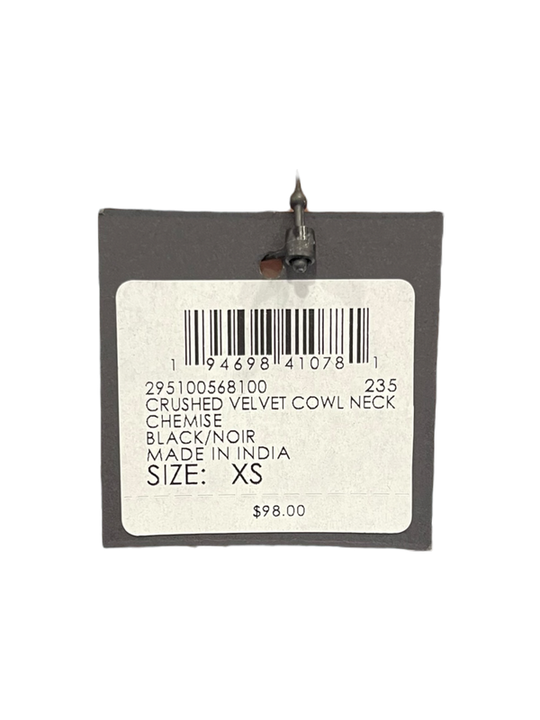 1 94698 41078 1
295100568100 235
CRUSHED VELVET COWL NECK
CHEMISE
BLACK/NOIR
MADE IN INDIA
SIZE: XS
$98.00